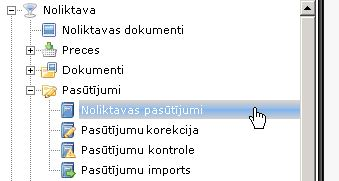 Noliktava
Noliktavas dokumenti
Preces
Dokumenti
Pasūtījumi
Noliktavas pasūtījumi
Pasūtījumu korekcija
Pasūtījumu kontrole
Pasūtījumu imports